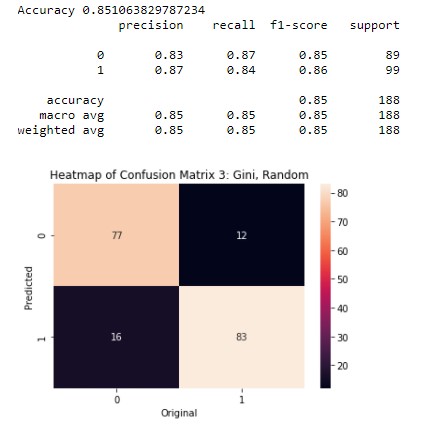 Accuracy 0.851063829787234
precision recall f1-score support
0 0.83 0.87 0.85 89
1 0.87 0.84 0.86 99
accuracy 0.85 188
macro avg 0.85 0.85 0.85 188
weighted avg 0.85 0.85 0.85 188
Heatmap of Confusion Matrix 3: Gini, Random
80
70
60
50
40
30
20
Predicted
0
1
77 12
16 83
0 1
Original